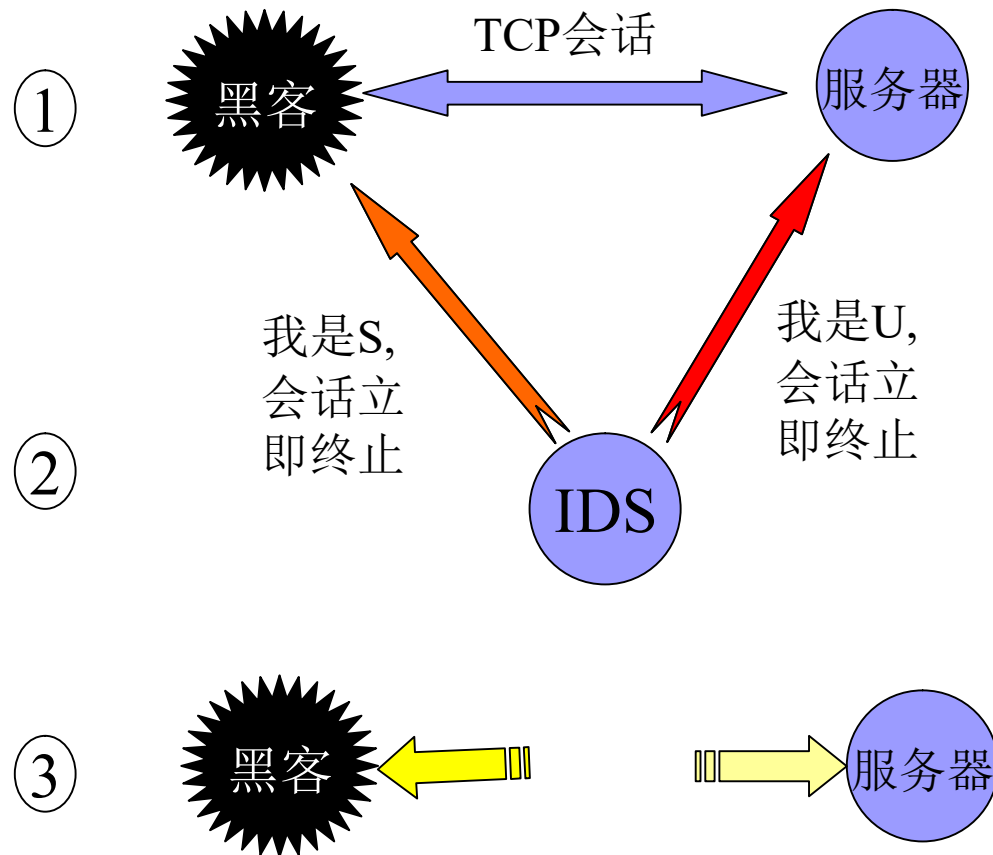 TCP会话
①
黑客
服务器
我是S,
会话立
即终止
我是U,
会话立
即终止
②
IDS
③
黑客
服务器